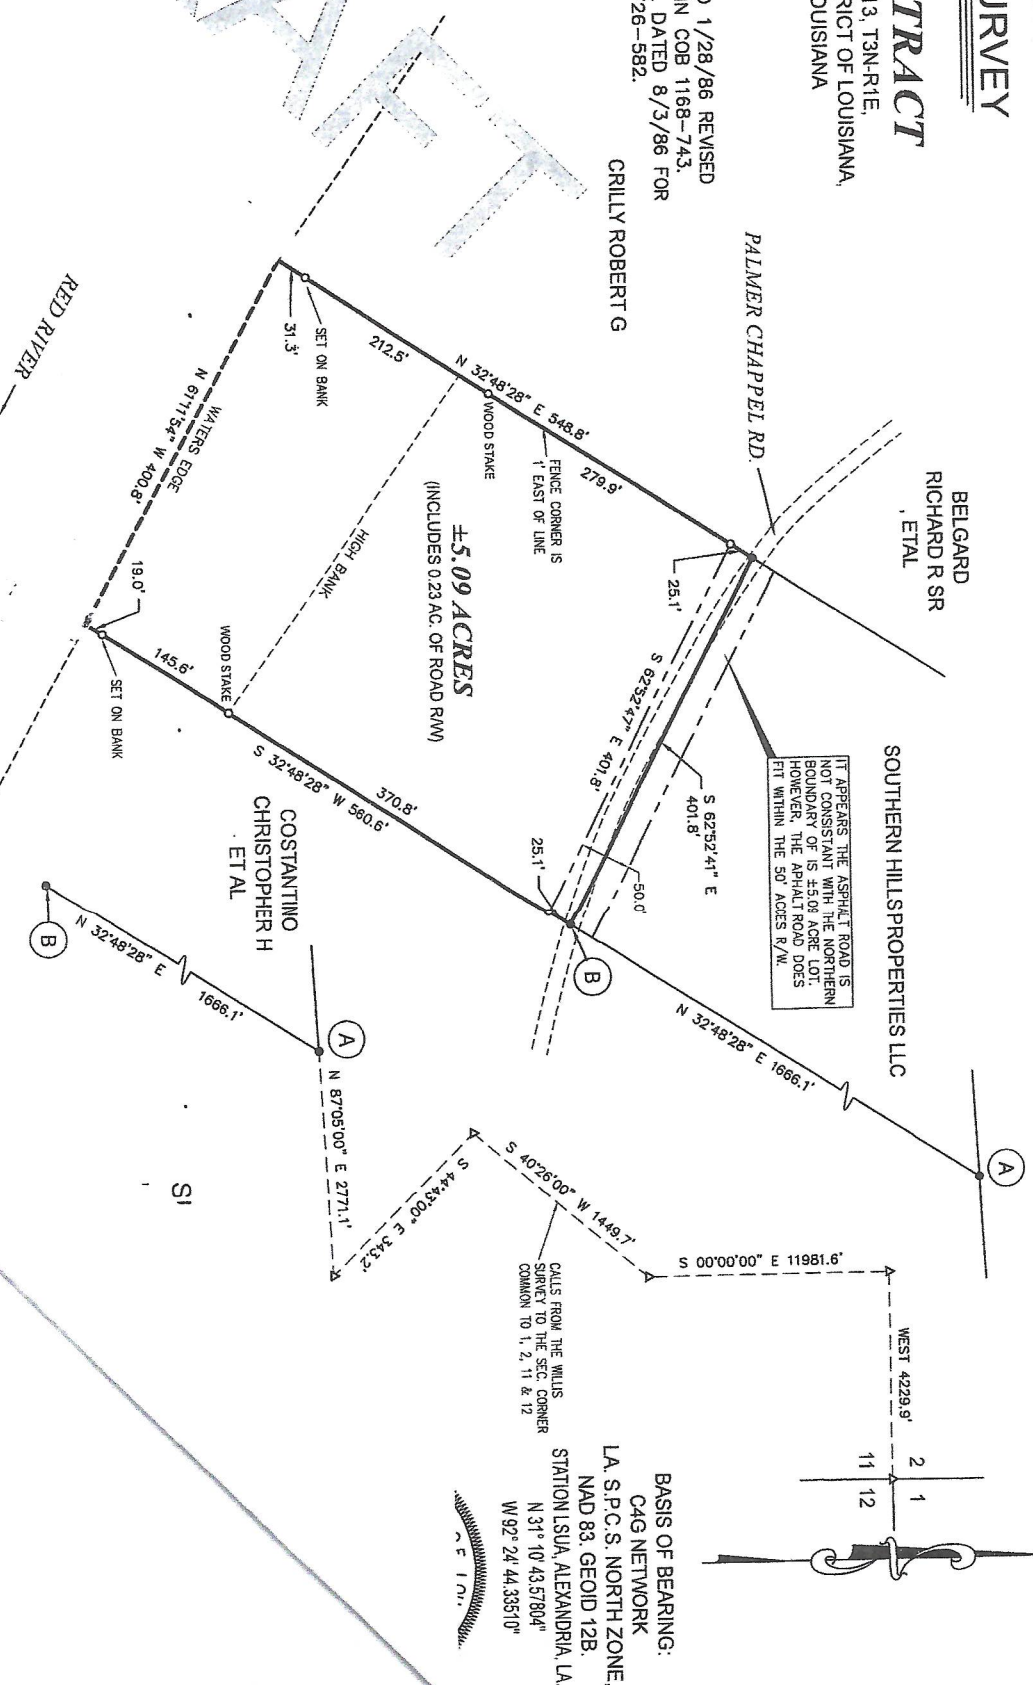 URVEY
TRACT
13, T3N-R1E,
RICT OF LOUISIANA,
OUISIANA
1/28/86 REVISED
IN COB 1168-743.
DATED 8/3/86 FOR
26-582.
CRILLY ROBERT G
PALMER CHAPPEL RD.
BELGARD
RICHARD R SR
, ETAL
SOUTHERN HILLSPROPERTIES LLC
IT APPEARS THE ASPHALT ROAD IS
NOT CONSISTANT WITH THE NORTHERN
BOUNDARY OF IS ±5.09 ACRE LOT.
HOWEVER, THE APHALT ROAD DOES
FIT WITHIN THE 50' ACDES R/W.
RED RIVER
31.3'
SET ON BANK
212.5'
N 32°48'28" E 548.8'
WOOD STAKE
279.9'
FENCE CORNER IS
1' EAST OF LINE
25.1'
S 62°52'47" E 401.8'
S 62°52'41" E
401.8'
50.0'
25.1'
B
WATERS EDGE
N 61°11'54" W 400.8'
HIGH BANK
±5.09 ACRES
(INCLUDES 0.23 AC. OF ROAD R/W)
19.0'
SET ON BANK
145.6'
WOOD STAKE
S 32°48'28" W 560.6'
370.8'
COSTANTINO
CHRISTOPHER H
ET AL
N 32°48'28" E 1666.1'
A
B
N 32°48'28" E
1666.1'
A
N 87°05'00" E 2771.1'
S 44°43'00" E 343.2'
S 40°26'00" W 1449.7'
S 00°00'00" E 11981.6'
WEST 4229.9'
CALLS FROM THE WILLIS
SURVEY TO THE SEC. CORNER
COMMON TO 1, 2, 11 & 12
2 1
11 12
BASIS OF BEARING:
C4G NETWORK
LA. S.P.C.S. NORTH ZONE,
NAD 83. GEOID 12B.
STATION LSUA, ALEXANDRIA, LA.
N 31° 10' 43.57804"
W 92° 24' 44.33510"